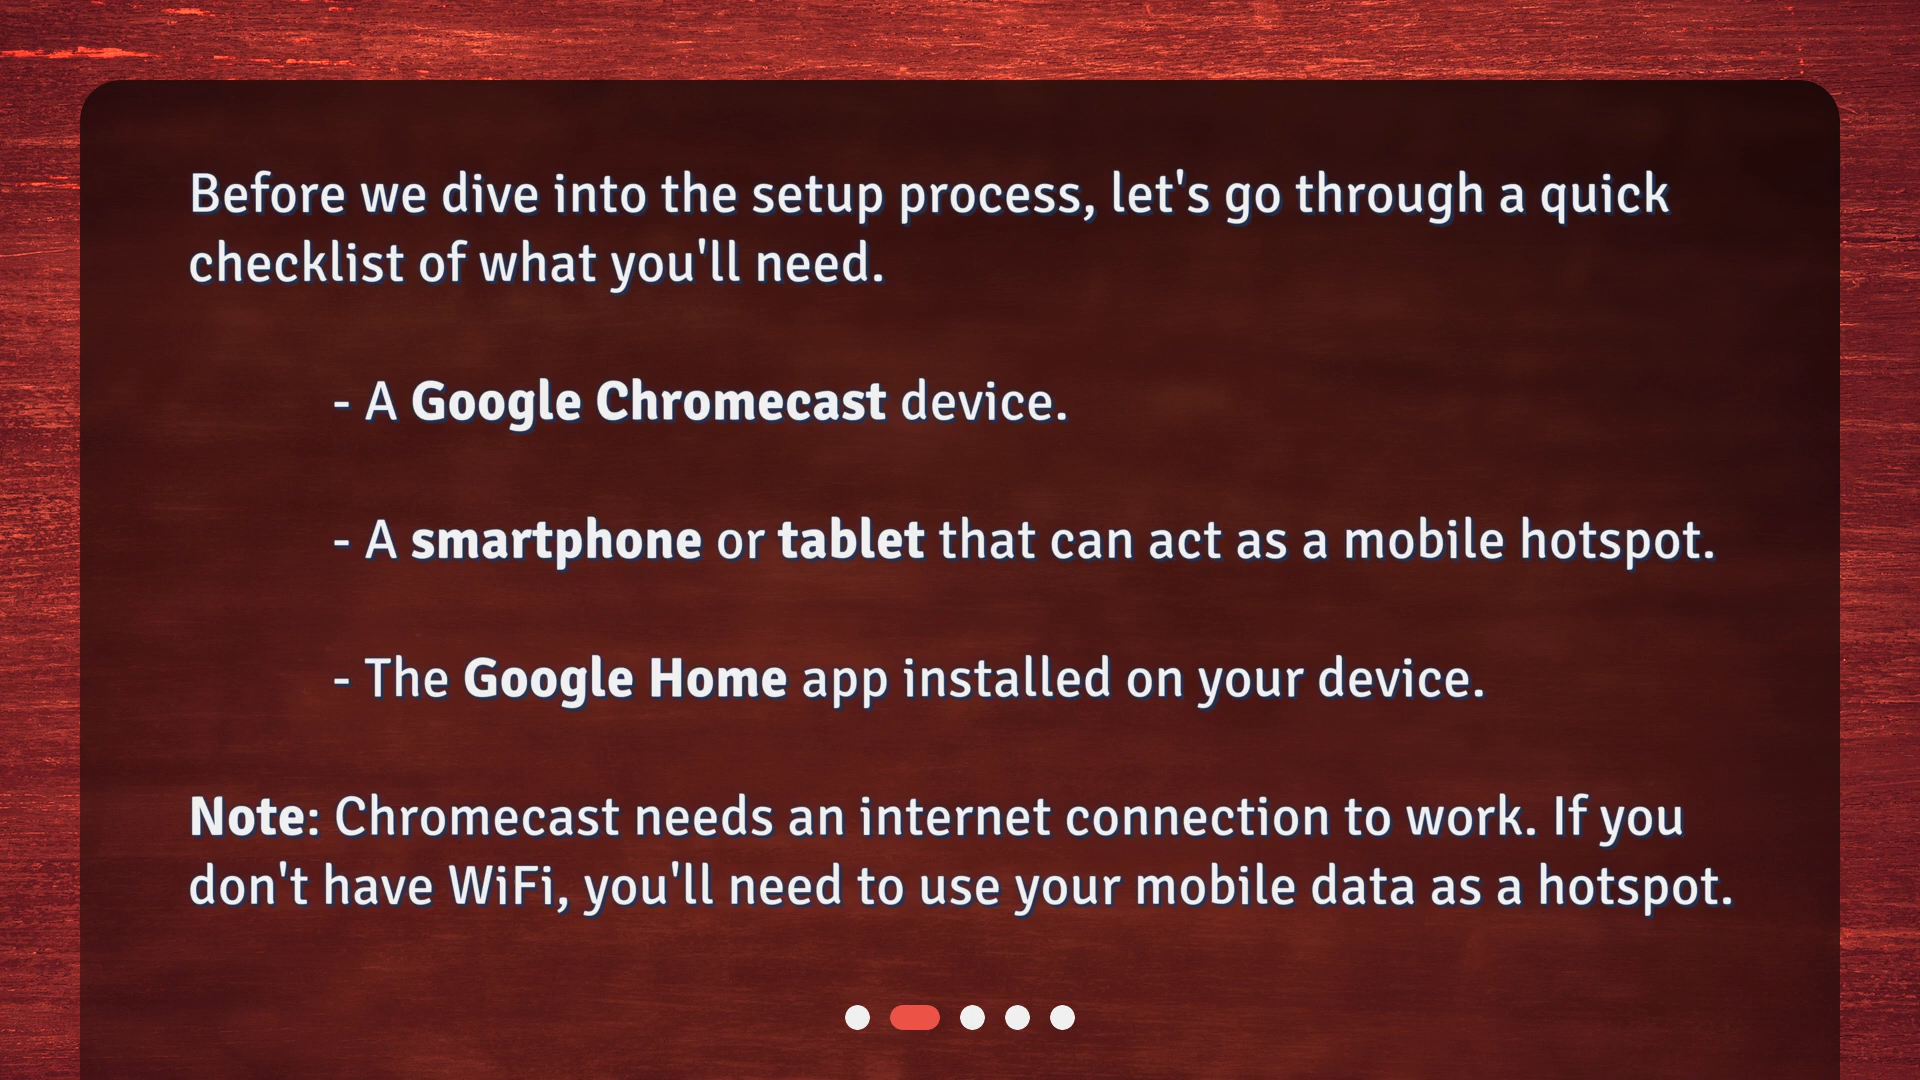 Before we dive into the setup process, let's go through a quick
checklist of what you'll need.
- A Google Chromecast device.
- A smartphone or tablet that can act as a mobile hotspot.
- The Google Home app installed on your device.
Note: Chromecast needs an internet connection to work. If you
don't have WiFi, you'll need to use your mobile data as a hotspot.